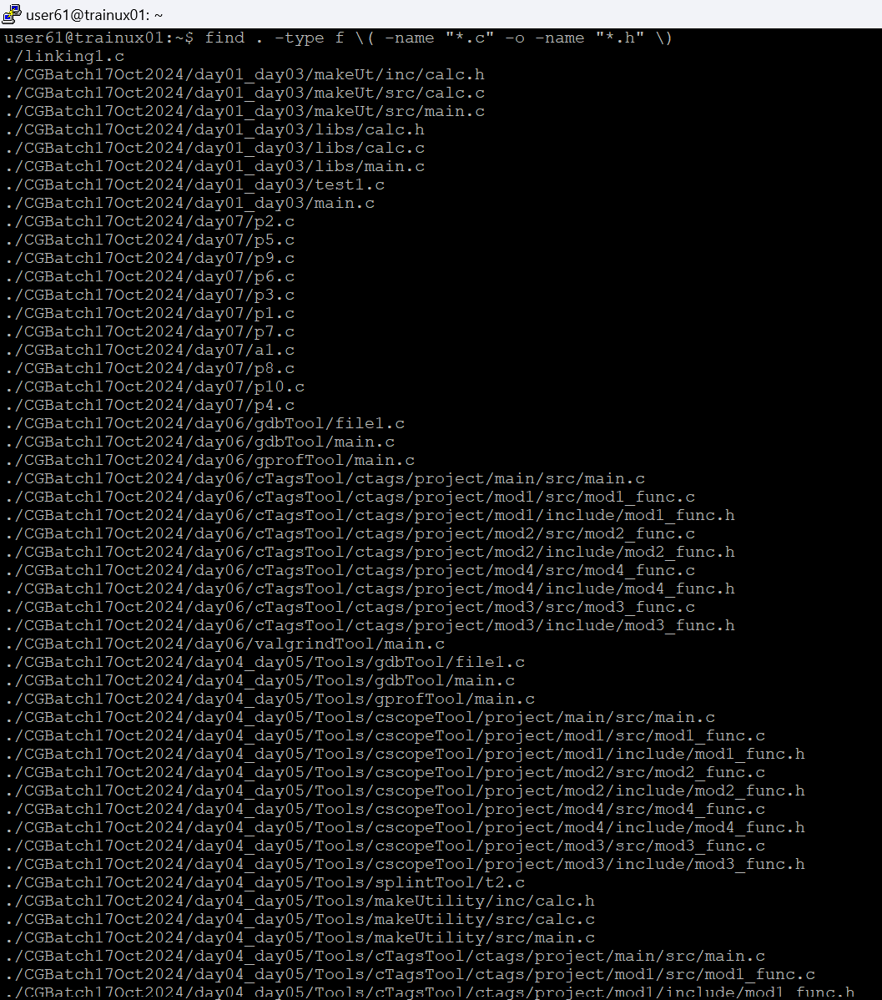 user61@trainux01: ~
user61@trainux01:~$ find . -type f \( -name "*.c" -o -name "*.h" \)
./linking1.c
./CGBatch17Oct2024/day01_day03/makeUt/inc/calc.h
./CGBatch17Oct2024/day01_day03/makeUt/src/calc.c
./CGBatch17Oct2024/day01_day03/makeUt/src/main.c
./CGBatch17Oct2024/day01_day03/libs/calc.h
./CGBatch17Oct2024/day01_day03/libs/calc.c
./CGBatch17Oct2024/day01_day03/libs/main.c
./CGBatch17Oct2024/day01_day03/test1.c
./CGBatch17Oct2024/day01_day03/main.c
./CGBatch17Oct2024/day07/p2.c
./CGBatch17Oct2024/day07/p5.c
./CGBatch17Oct2024/day07/p9.c
./CGBatch17Oct2024/day07/p6.c
./CGBatch17Oct2024/day07/p3.c
./CGBatch17Oct2024/day07/p1.c
./CGBatch17Oct2024/day07/p7.c
./CGBatch17Oct2024/day07/a1.c
./CGBatch17Oct2024/day07/p8.c
./CGBatch17Oct2024/day07/p10.c
./CGBatch17Oct2024/day07/p4.c
./CGBatch17Oct2024/day06/gdbTool/file1.c
./CGBatch17Oct2024/day06/gdbTool/main.c
./CGBatch17Oct2024/day06/gprofTool/main.c
./CGBatch17Oct2024/day06/cTagsTool/ctags/project/main/src/main.c
./CGBatch17Oct2024/day06/cTagsTool/ctags/project/mod1/src/mod1_func.c
./CGBatch17Oct2024/day06/cTagsTool/ctags/project/mod1/include/mod1_func.h
./CGBatch17Oct2024/day06/cTagsTool/ctags/project/mod2/src/mod2_func.c
./CGBatch17Oct2024/day06/cTagsTool/ctags/project/mod2/include/mod2_func.h
./CGBatch17Oct2024/day06/cTagsTool/ctags/project/mod4/src/mod4_func.c
./CGBatch17Oct2024/day06/cTagsTool/ctags/project/mod4/include/mod4_func.h
./CGBatch17Oct2024/day06/cTagsTool/ctags/project/mod3/src/mod3_func.c
./CGBatch17Oct2024/day06/cTagsTool/ctags/project/mod3/include/mod3_func.h
./CGBatch17Oct2024/day06/valgrindTool/main.c
./CGBatch17Oct2024/day04_day05/Tools/gdbTool/file1.c
./CGBatch17Oct2024/day04_day05/Tools/gdbTool/main.c
./CGBatch17Oct2024/day04_day05/Tools/gprofTool/main.c
./CGBatch17Oct2024/day04_day05/Tools/cscopeTool/project/main/src/main.c
./CGBatch17Oct2024/day04_day05/Tools/cscopeTool/project/mod1/src/mod1_func.c
./CGBatch17Oct2024/day04_day05/Tools/cscopeTool/project/mod1/include/mod1_func.h
./CGBatch17Oct2024/day04_day05/Tools/cscopeTool/project/mod2/src/mod2_func.c
./CGBatch17Oct2024/day04_day05/Tools/cscopeTool/project/mod2/include/mod2_func.h
./CGBatch17Oct2024/day04_day05/Tools/cscopeTool/project/mod4/src/mod4_func.c
./CGBatch17Oct2024/day04_day05/Tools/cscopeTool/project/mod4/include/mod4_func.h
./CGBatch17Oct2024/day04_day05/Tools/cscopeTool/project/mod3/src/mod3_func.c
./CGBatch17Oct2024/day04_day05/Tools/cscopeTool/project/mod3/include/mod3_func.h
./CGBatch17Oct2024/day04_day05/Tools/splintTool/t2.c
./CGBatch17Oct2024/day04_day05/Tools/makeUtility/inc/calc.h
./CGBatch17Oct2024/day04_day05/Tools/makeUtility/src/calc.c
./CGBatch17Oct2024/day04_day05/Tools/makeUtility/src/main.c
./CGBatch17Oct2024/day04_day05/Tools/cTagsTool/ctags/project/main/src/main.c
./CGBatch17Oct2024/day04_day05/Tools/cTagsTool/ctags/project/mod1/src/mod1_func.c
./CGBatch17Oct2024/day04_day05/Tools/cTagsTool/ctags/project/mod1/include/mod1_func.h